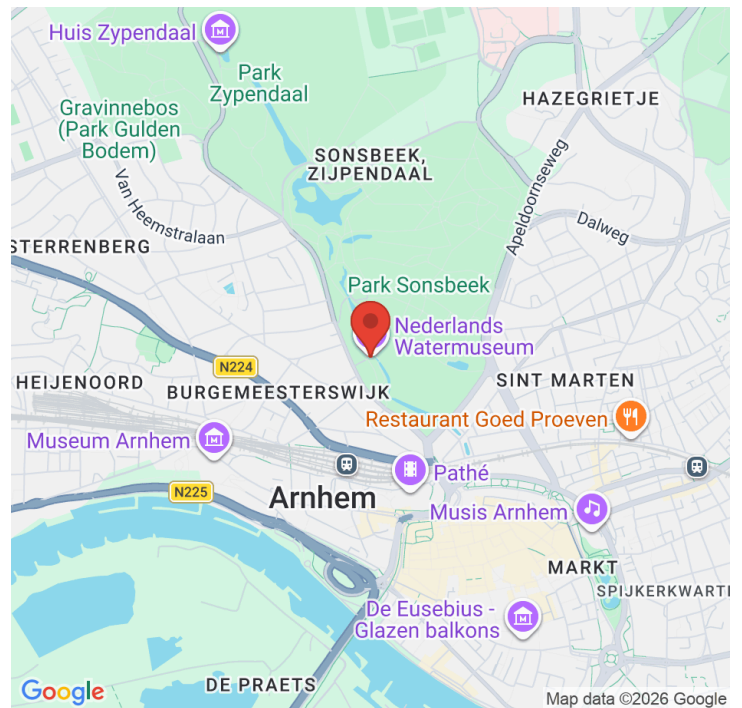 Huis Zypendaal
Park
Zypendaal
Gravinnebos
(Park Gulden
Bodem)
HAZEGRIETJE
SONSBEEK,
ZIJPENDAAL
Van Heemstralaan
Apeldoornseweg
Dalweg
STERRENBERG
Park Sonsbeek
Nederlands
Watermuseum
N224
HEIJENOORD
BURGEMEESTERSWIJK
SINT MARTEN
Restaurant Goed Proeven
Museum Arnhem
Pathé
N225
Arnhem
Musis Arnhem
MARKT
SPIJKERKWARTI
De Eusebius -
Glazen balkons
DE PRAETS
Google
Map data ©2026 Google